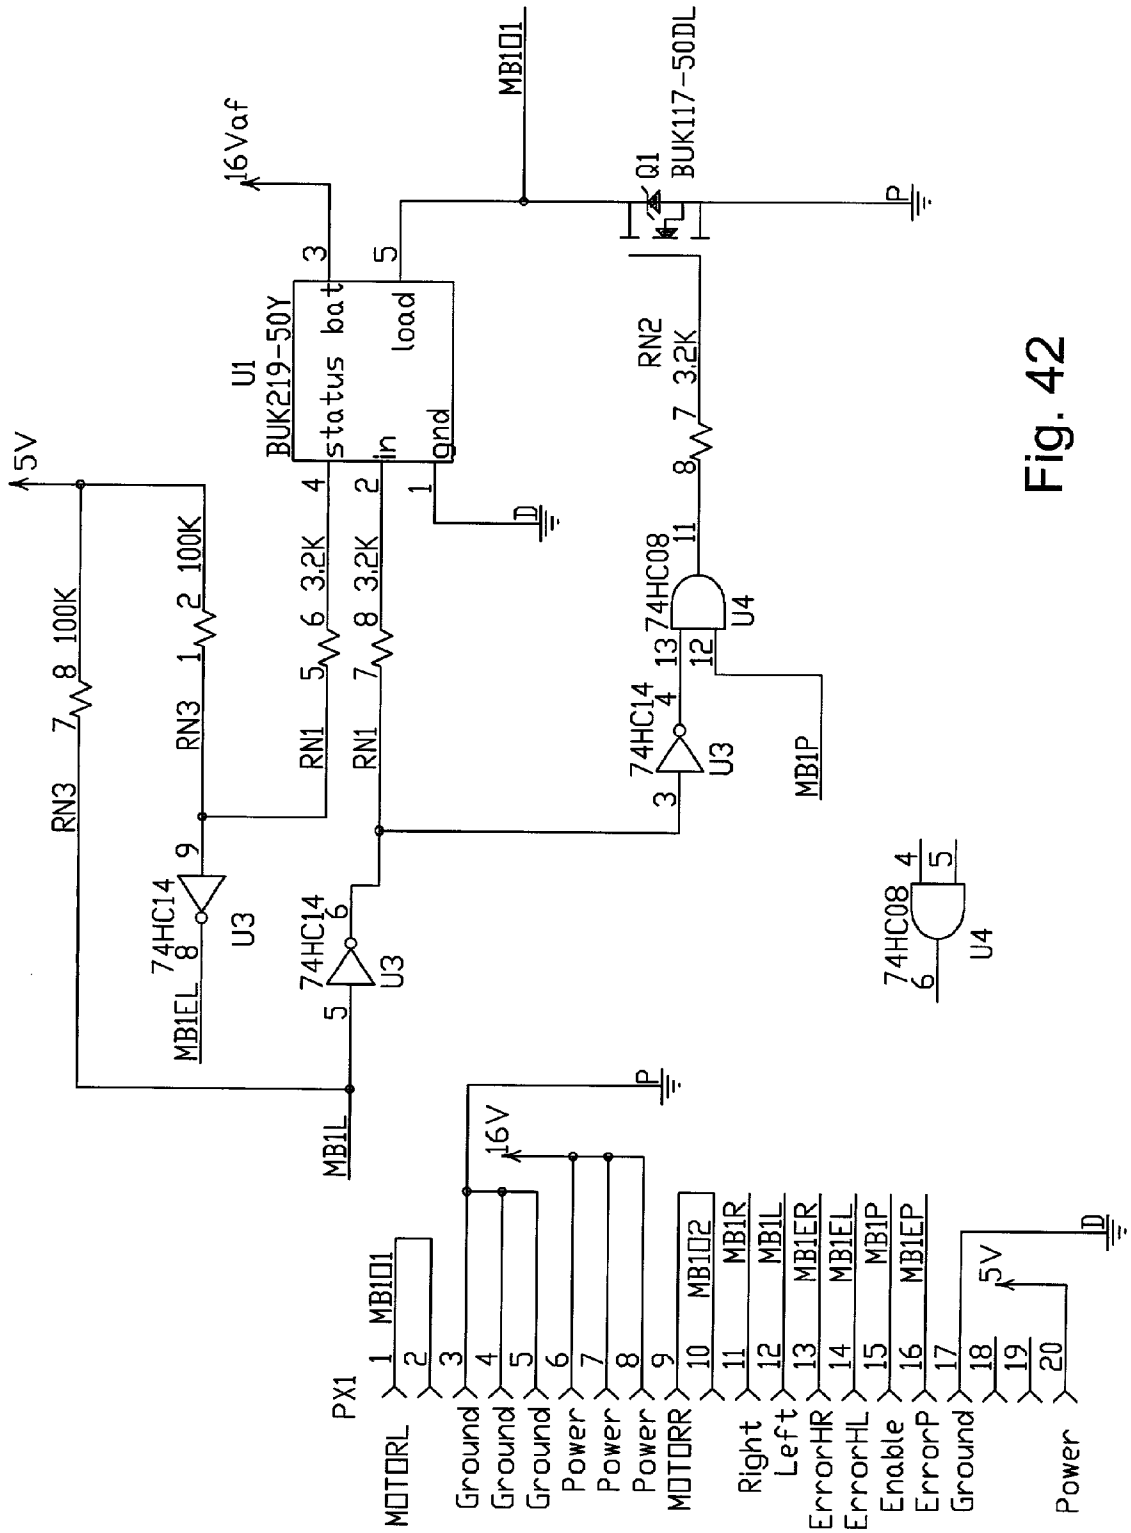 5V
RN3 7 8 100K
RN3 1 2 100K
74HC14
9
8
U3
MB1EL
MB1L
5
74HC14
6
U3
RN1 5 6 3.2K
RN1 7 8 3.2K
4
2
1
D
U1
BUK219-50Y
status bat
in
load
gnd
3
16Vaf
5
MB1O1
Q1
BUK117-50DL
P
3
74HC14
4
U3
MB1P
13
12
74HC08
11
U4
8 7
RN2
3.2K
74HC08
4
5
6
U4
PX1
MOTORL
1 MB1O1
2
Ground 3
Ground 4
Ground 5
P
Power 6
Power 7
Power 8
16V
MOTORR 9
10 MB1O2
Right 11 MB1R
Left 12 MB1L
ErrorHR 13 MB1ER
ErrorHL 14 MB1EL
Enable 15 MB1P
ErrorP 16 MB1EP
Ground 17
D
18
19
Power 20
5V
Fig. 42